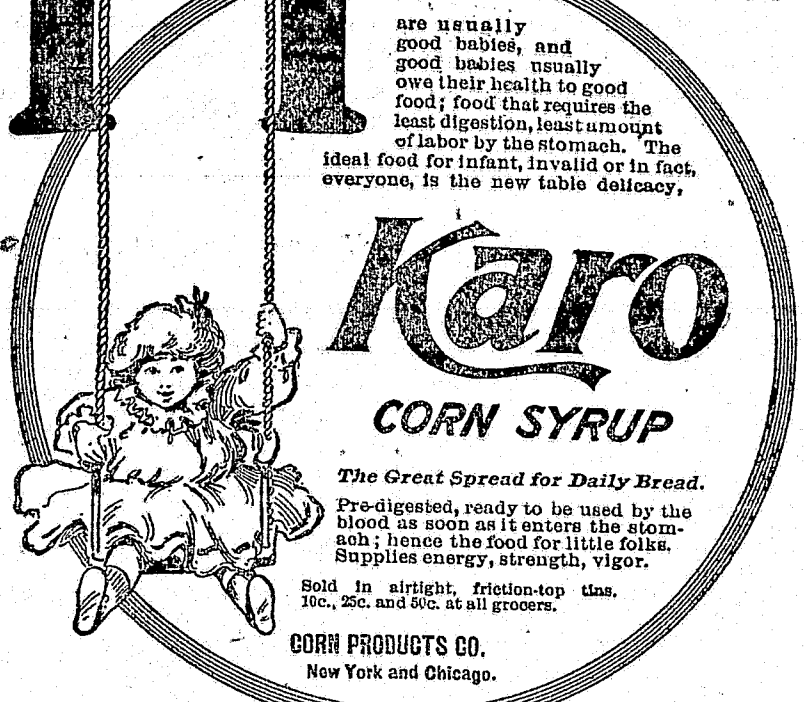 are usually
good babies, and
good babies usually
owe their health to good
food; food that requires the
least digestion, least amount
of labor by the stomach. The
ideal food for infant, invalid or in fact,
everyone, is the new table delicacy,
Karo
CORN SYRUP
The Great Spread for Daily Bread.
Pre-digested, ready to be used by the
blood as soon as it enters the stom-
ach; hence the food for little folks.
Supplies energy, strength, vigor.
Sold in airtight, friction-top tins.
10c., 25c. and 50c. at all grocers.
CORN PRODUCTS CO.
New York and Chicago.